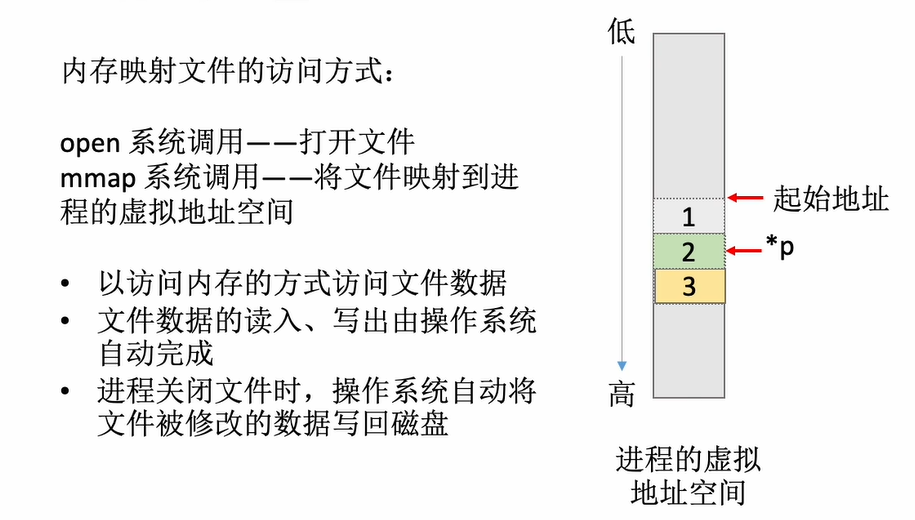 内存映射文件的访问方式：
open 系统调用——打开文件
mmap 系统调用——将文件映射到进
程的虚拟地址空间
• 以访问内存的方式访问文件数据
• 文件数据的读入、写出由操作系统
自动完成
• 进程关闭文件时，操作系统自动将
文件被修改的数据写回磁盘
低
起始地址
1
*p
2
3
高
进程的虚拟
地址空间